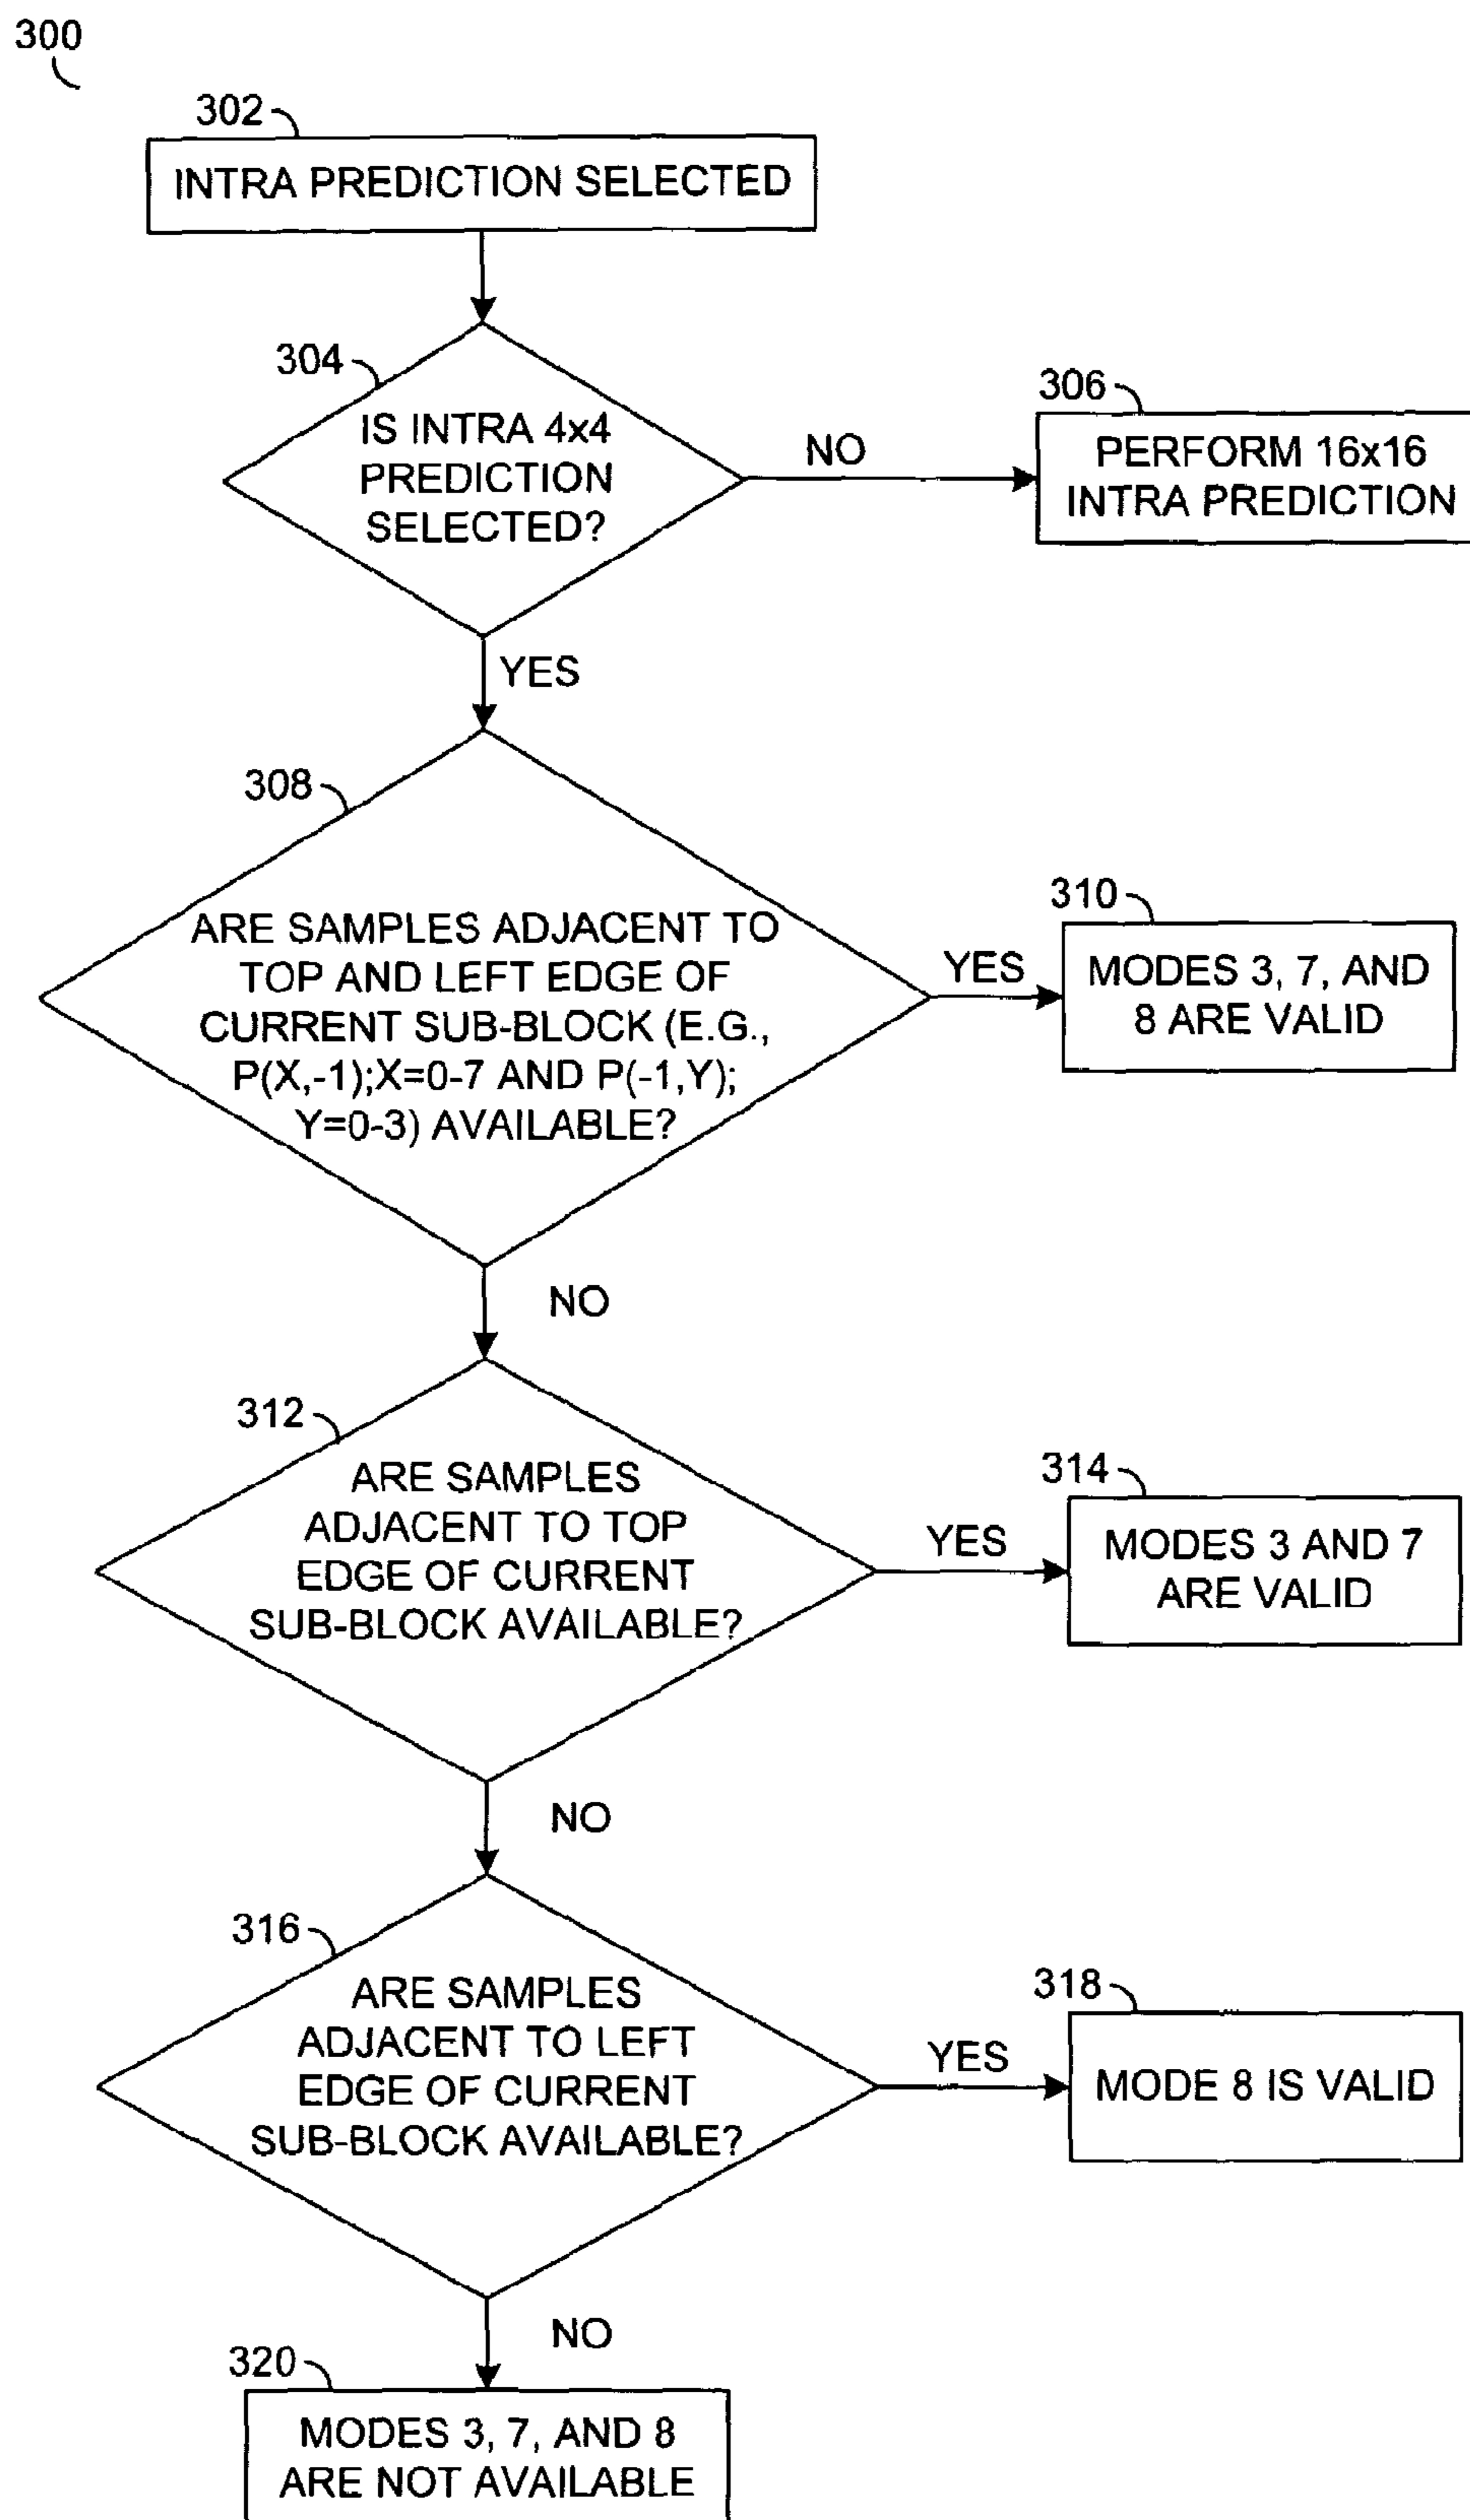 300
302
INTRA PREDICTION SELECTED
304
IS INTRA 4x4
PREDICTION
SELECTED?
NO
306
PERFORM 16x16
INTRA PREDICTION
YES
308
ARE SAMPLES ADJACENT TO
TOP AND LEFT EDGE OF
CURRENT SUB-BLOCK (E.G.,
P(X,-1);X=0-7 AND P(-1,Y);
Y=0-3) AVAILABLE?
YES
310
MODES 3, 7, AND
8 ARE VALID
NO
312
ARE SAMPLES
ADJACENT TO TOP
EDGE OF CURRENT
SUB-BLOCK AVAILABLE?
YES
314
MODES 3 AND 7
ARE VALID
NO
316
ARE SAMPLES
ADJACENT TO LEFT
EDGE OF CURRENT
SUB-BLOCK AVAILABLE?
YES
318
MODE 8 IS VALID
NO
320
MODES 3, 7, AND 8
ARE NOT AVAILABLE